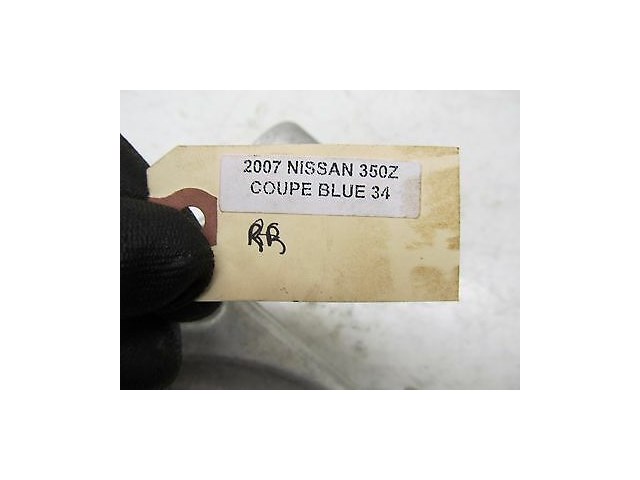 2007 NISSAN 350Z
COUPE BLUE 34
RR